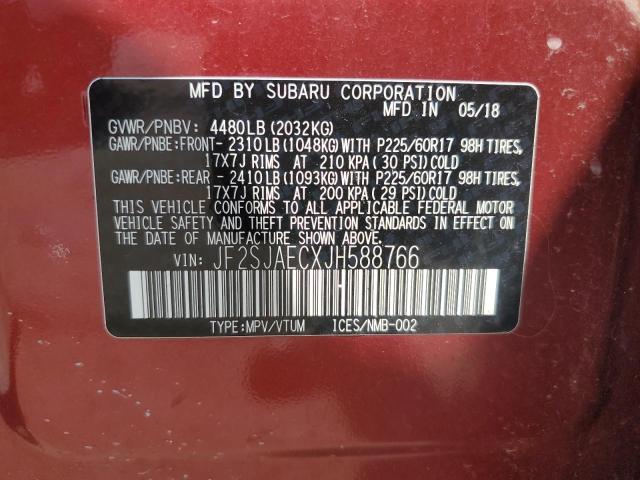 MFD BY SUBARU CORPORATION
MFD IN 05/18
GVWR/PNBV: 4480LB (2032KG)
GAWR/PNBE:FRONT- 2310LB (1048KG) WITH P225/60R17 98H TIRES,
17X7J RIMS AT 210 KPA (30 PSI) COLD
GAWR/PNBE:REAR - 2410LB (1093KG) WITH P225/60R17 98H TIRES,
17X7J RIMS AT 200 KPA (29 PSI) COLD
THIS VEHICLE CONFORMS TO ALL APPLICABLE FEDERAL MOTOR
VEHICLE SAFETY AND THEFT PREVENTION STANDARDS IN EFFECT ON
THE DATE OF MANUFACTURE SHOWN ABOVE.
VIN: JF2SJAECXJH588766
TYPE:MPV/VTUM ICES/NMB-002